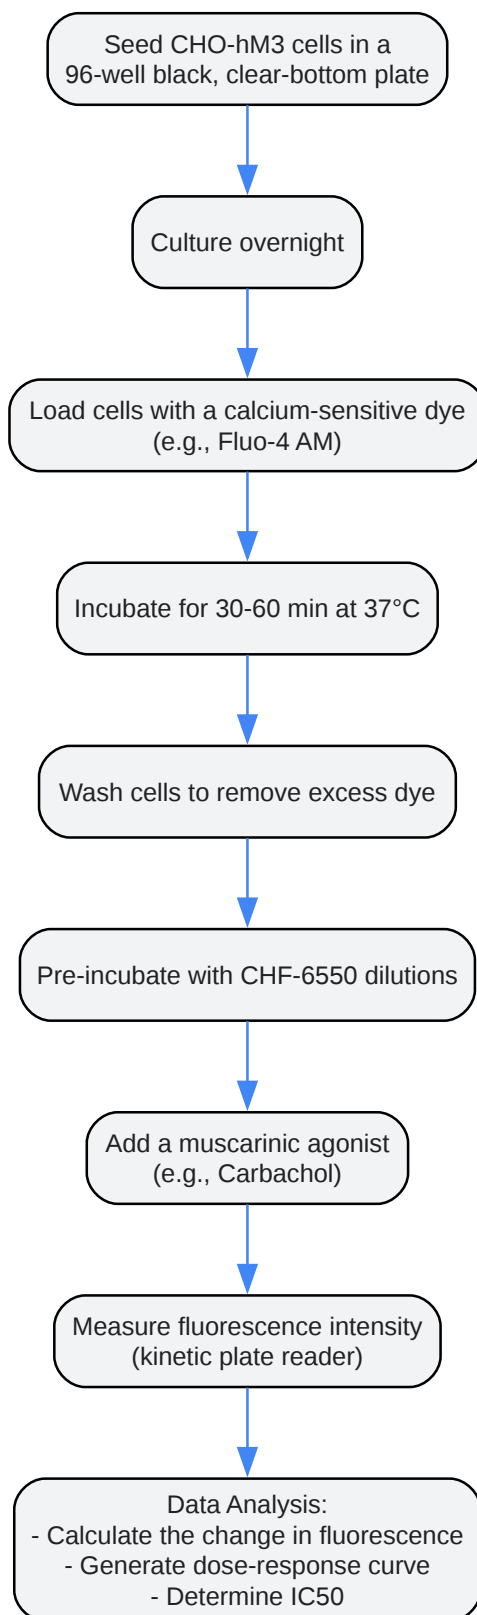 Seed CHO-hM3 cells in a
96-well black, clear-bottom plate
Culture overnight
Load cells with a calcium-sensitive dye
(e.g., Fluo-4 AM)
Incubate for 30-60 min at 37°C
Wash cells to remove excess dye
Pre-incubate with CHF-6550 dilutions
Add a muscarinic agonist
(e.g., Carbachol)
Measure fluorescence intensity
(kinetic plate reader)
Data Analysis:
- Calculate the change in fluorescence
- Generate dose-response curve
- Determine IC50